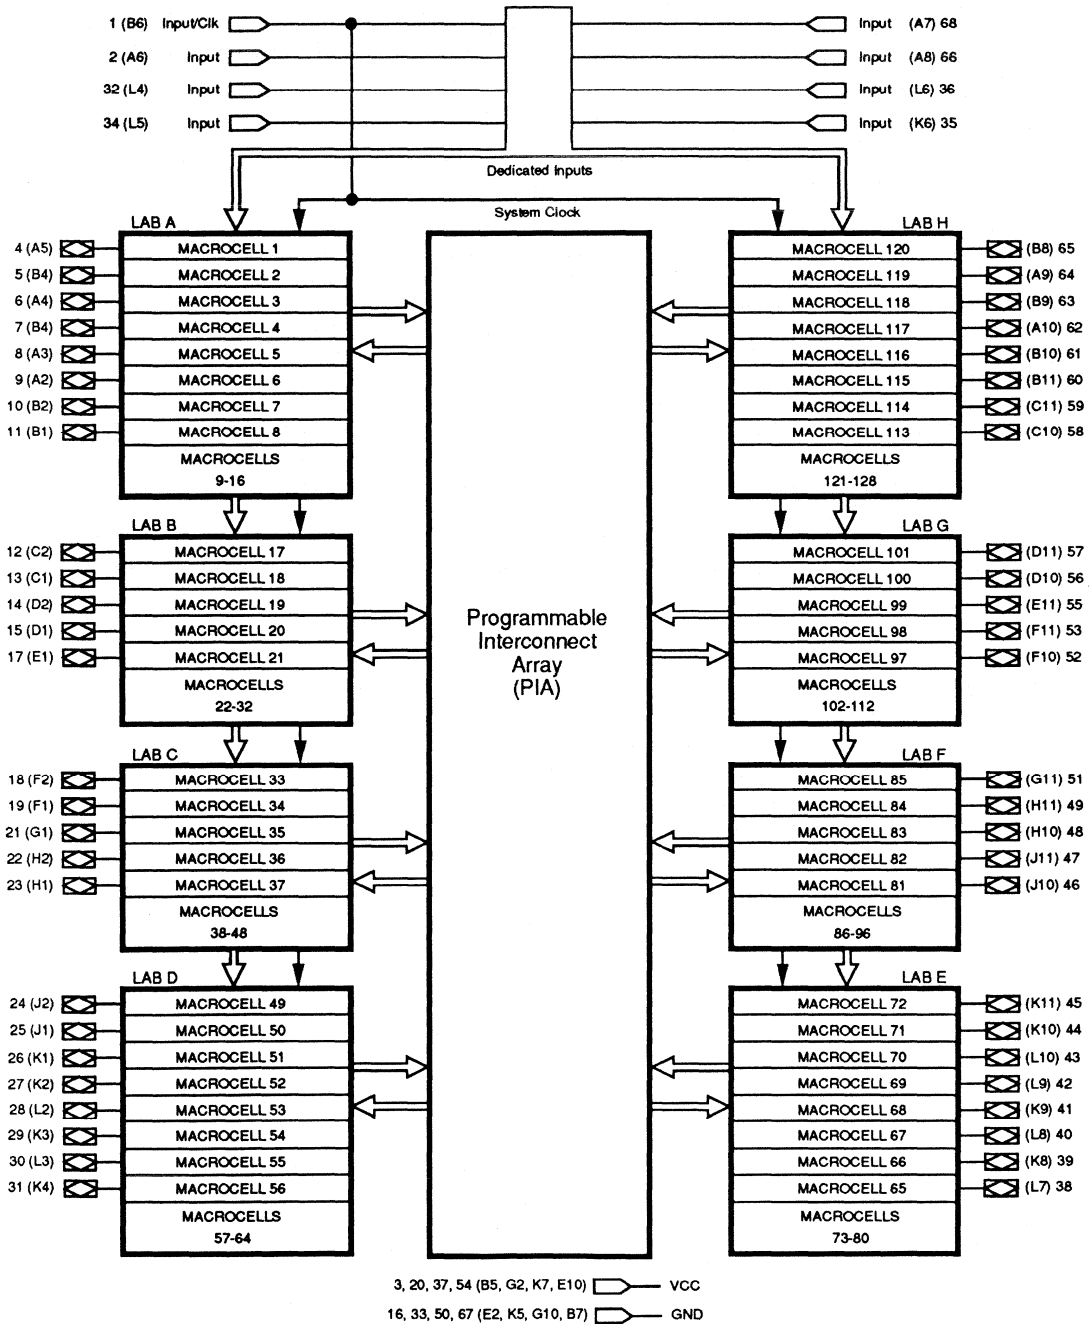 1 (B6) Input/Clk Input (A7) 68
2 (A6) Input Input (A8) 66
32 (L4) Input Input (L6) 36
34 (L5) Input Input (K6) 35
Dedicated Inputs
System Clock
LAB A
4 (A5) MACROCELL 1
5 (B4) MACROCELL 2
6 (A4) MACROCELL 3
7 (B4) MACROCELL 4
8 (A3) MACROCELL 5
9 (A2) MACROCELL 6
10 (B2) MACROCELL 7
11 (B1) MACROCELL 8
MACROCELLS
9-16
LAB B
12 (C2) MACROCELL 17
13 (C1) MACROCELL 18
14 (D2) MACROCELL 19
15 (D1) MACROCELL 20
17 (E1) MACROCELL 21
MACROCELLS
22-32
LAB C
18 (F2) MACROCELL 33
19 (F1) MACROCELL 34
21 (G1) MACROCELL 35
22 (H2) MACROCELL 36
23 (H1) MACROCELL 37
MACROCELLS
38-48
LAB D
24 (J2) MACROCELL 49
25 (J1) MACROCELL 50
26 (K1) MACROCELL 51
27 (K2) MACROCELL 52
28 (L2) MACROCELL 53
29 (K3) MACROCELL 54
30 (L3) MACROCELL 55
31 (K4) MACROCELL 56
MACROCELLS
57-64
Programmable
Interconnect
Array
(PIA)
LAB H
MACROCELL 120 (B8) 65
MACROCELL 119 (A9) 64
MACROCELL 118 (B9) 63
MACROCELL 117 (A10) 62
MACROCELL 116 (B10) 61
MACROCELL 115 (B11) 60
MACROCELL 114 (C11) 59
MACROCELL 113 (C10) 58
MACROCELLS
121-128
LAB G
MACROCELL 101 (D11) 57
MACROCELL 100 (D10) 56
MACROCELL 99 (E11) 55
MACROCELL 98 (F11) 53
MACROCELL 97 (F10) 52
MACROCELLS
102-112
LAB F
MACROCELL 85 (G11) 51
MACROCELL 84 (H11) 49
MACROCELL 83 (H10) 48
MACROCELL 82 (J11) 47
MACROCELL 81 (J10) 46
MACROCELLS
86-96
LAB E
MACROCELL 72 (K11) 45
MACROCELL 71 (K10) 44
MACROCELL 70 (L10) 43
MACROCELL 69 (L9) 42
MACROCELL 68 (K9) 41
MACROCELL 67 (L8) 40
MACROCELL 66 (K8) 39
MACROCELL 65 (L7) 38
MACROCELLS
73-80
3, 20, 37, 54 (B5, G2, K7, E10) VCC
16, 33, 50, 67 (E2, K5, G10, B7) GND